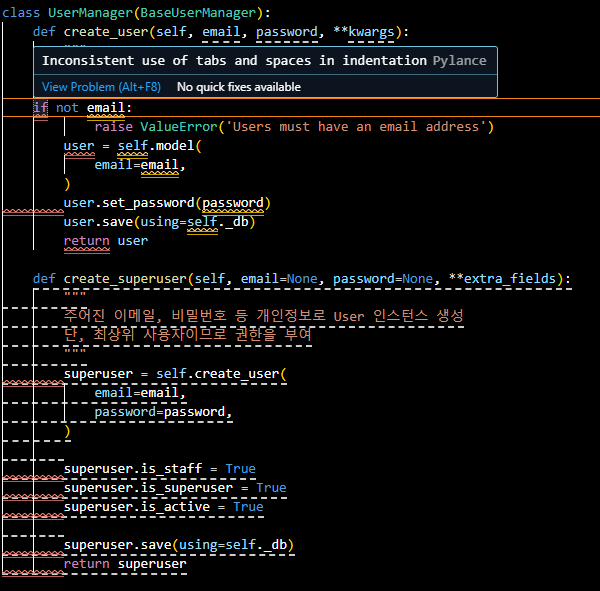 class UserManager(BaseUserManager):
    def create_user(self, email, password, **kwargs):
Inconsistent use of tabs and spaces in indentation Pylance
View Problem (Alt+F8) No quick fixes available
    if not email:
            raise ValueError('Users must have an email address')
        user = self.model(
            email=email,
        )
        user.set_password(password)
        user.save(using=self._db)
        return user
    def create_superuser(self, email=None, password=None, **extra_fields):
        """
        주어진 이메일, 비밀번호 등 개인정보로 User 인스턴스 생성
        단, 최상위 사용자이므로 권한을 부여
        """
        superuser = self.create_user(
            email=email,
            password=password,
        )
        superuser.is_staff = True
        superuser.is_superuser = True
        superuser.is_active = True
        superuser.save(using=self._db)
        return superuser